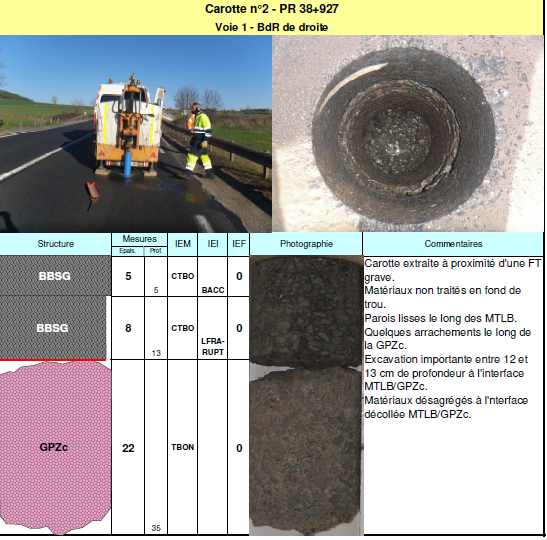 Carotte n°2 - PR 38+927
Voie 1 - BdR de droite
Structure
Mesures
Epais.
Prof.
IEM
IEI
IEF
Photographie
Commentaires
BBSG
5
5
CTBO
BACC
0
BBSG
8
13
CTBO
LFRA-
RUPT
0
GPZc
22
35
TBON
0
Carotte extraite à proximité d'une FT
grave.
Matériaux non traités en fond de
trou.
Parois lisses le long des MTLB.
Quelques arrachements le long de
la GPZc.
Excavation importante entre 12 et
13 cm de profondeur à l'interface
MTLB/GPZc.
Matériaux désagrégés à l'nterface
décollée MTLB/GPZc.